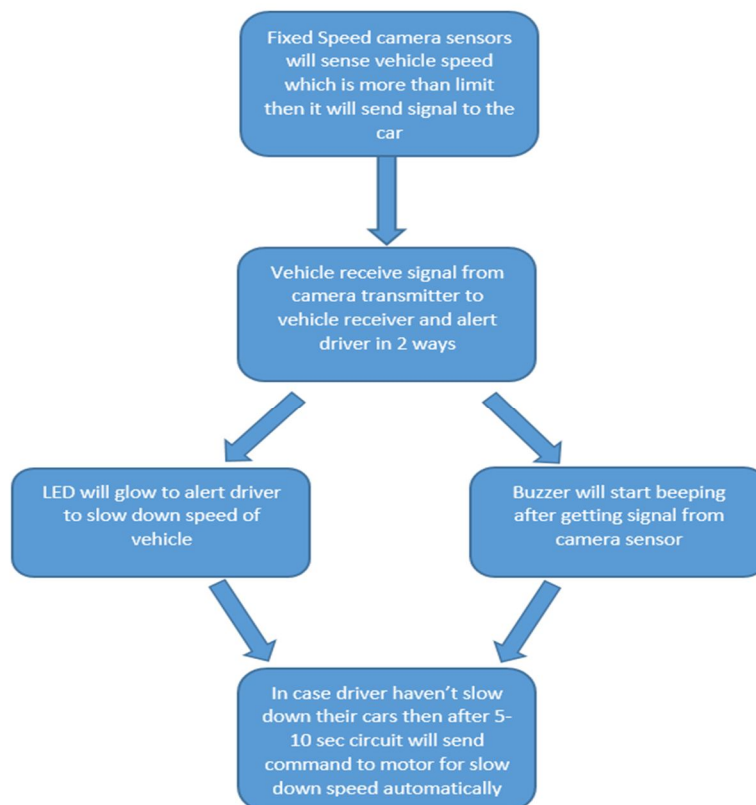 Fixed Speed camera sensors
will sense vehicle speed
which is more than limit
then it will send signal to the
car
Vehicle receive signal from
camera transmitter to
vehicle receiver and alert
driver in 2 ways
LED will glow to alert driver
to slow down speed of
vehicle
Buzzer will start beeping
after getting signal from
camera sensor
In case driver haven't slow
down their cars then after 5-
10 sec circuit will send
command to motor for slow
down speed automatically